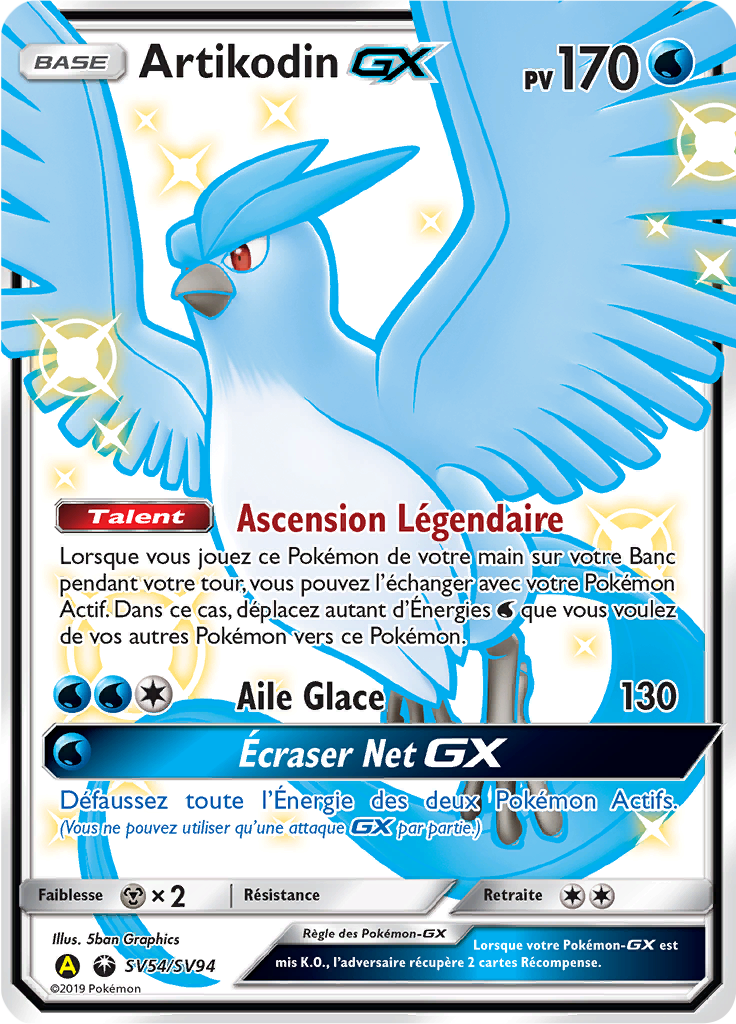 BASE Artikodin GX PV 170
Talent Ascension Légendaire
Lorsque vous jouez ce Pokémon de votre main sur votre Banc
pendant votre tour, vous pouvez l'échanger avec votre Pokémon
Actif. Dans ce cas, déplacez autant d'Énergies que vous voulez
de vos autres Pokémon vers ce Pokémon.
Aile Glace 130
Écraser Net GX
Défaussez toute l'Énergie des deux Pokémon Actifs.
(Vous ne pouvez utiliser qu'une attaque GX par partie.)
Faiblesse ×2 Résistance Retraite
Illus. 5ban Graphics
Règle des Pokémon-GX
Lorsque votre Pokémon-GX est
mis K.O., l'adversaire récupère 2 cartes Récompense.
A SV54/SV94
©2019 Pokémon